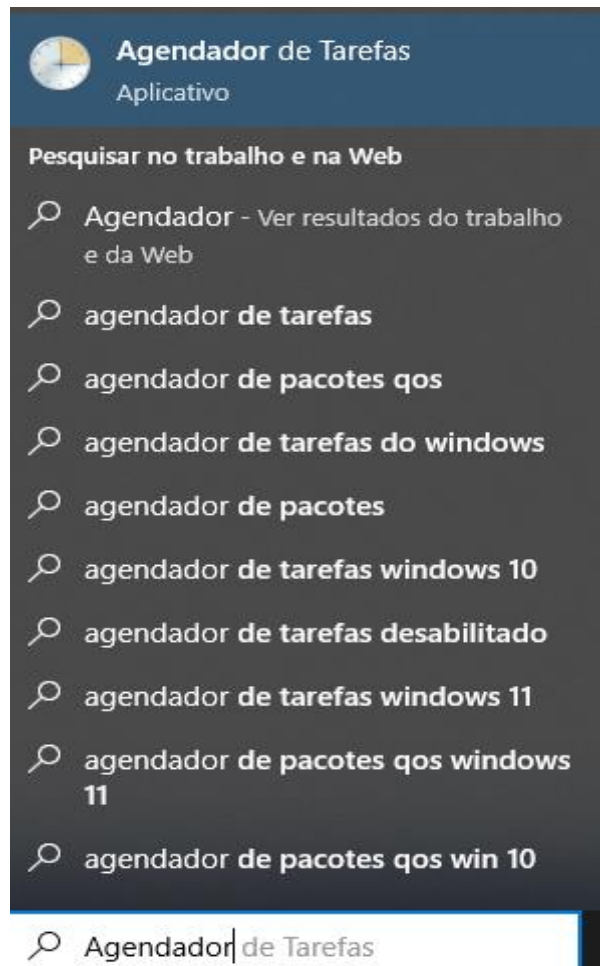 Agendador de Tarefas
Aplicativo
Pesquisar no trabalho e na Web
Agendador - Ver resultados do trabalho
e da Web
agendador de tarefas
agendador de pacotes qos
agendador de tarefas do windows
agendador de pacotes
agendador de tarefas windows 10
agendador de tarefas desabilitado
agendador de tarefas windows 11
agendador de pacotes qos windows
11
agendador de pacotes qos win 10
Agendador de Tarefas